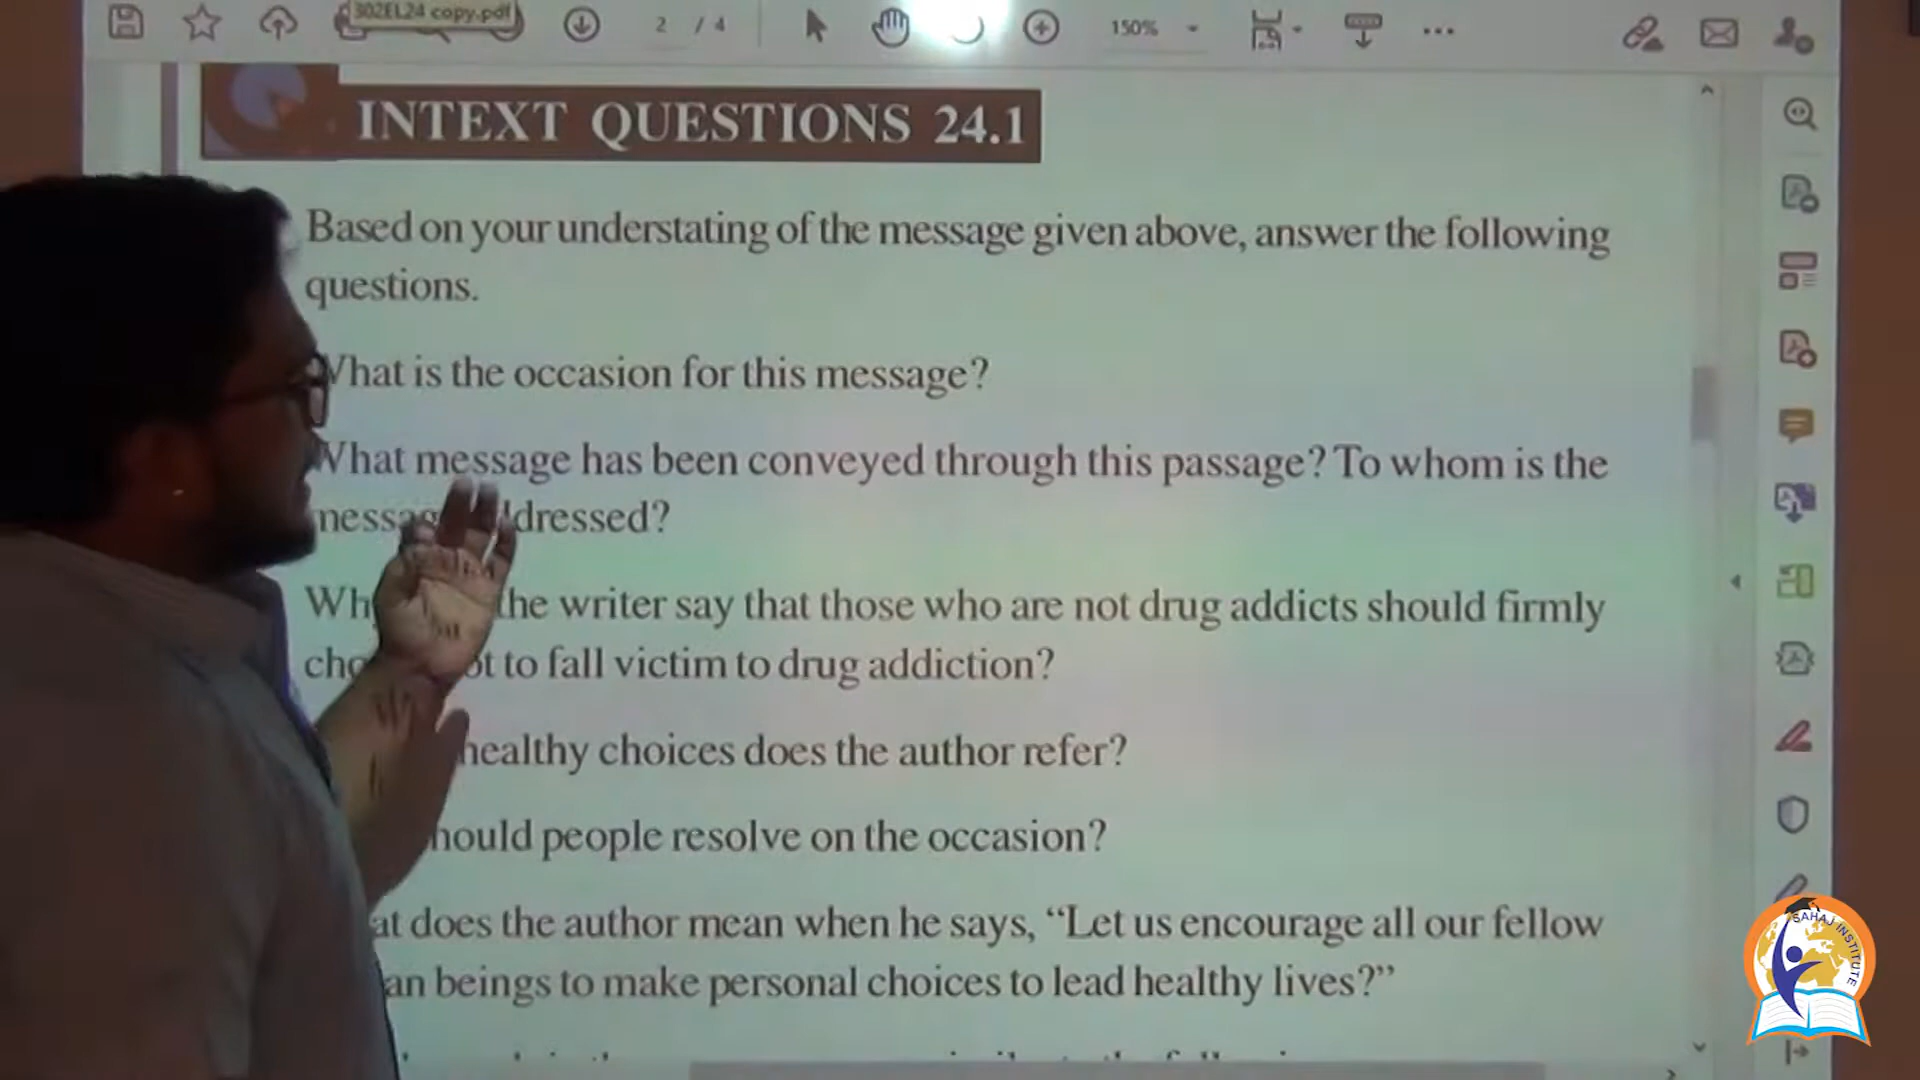 302EL24 copy.pdf
2 / 4
150%
INTEXT QUESTIONS 24.1
Based on your understating of the message given above, answer the following
questions.
What is the occasion for this message?
What message has been conveyed through this passage? To whom is the
dressed?
the writer say that those who are not drug addicts should firmly
to fall victim to drug addiction?
healthy choices does the author refer?
hould people resolve on the occasion?
at does the author mean when he says, “Let us encourage all our fellow
an beings to make personal choices to lead healthy lives?”
SAHAJ INSTITUTE